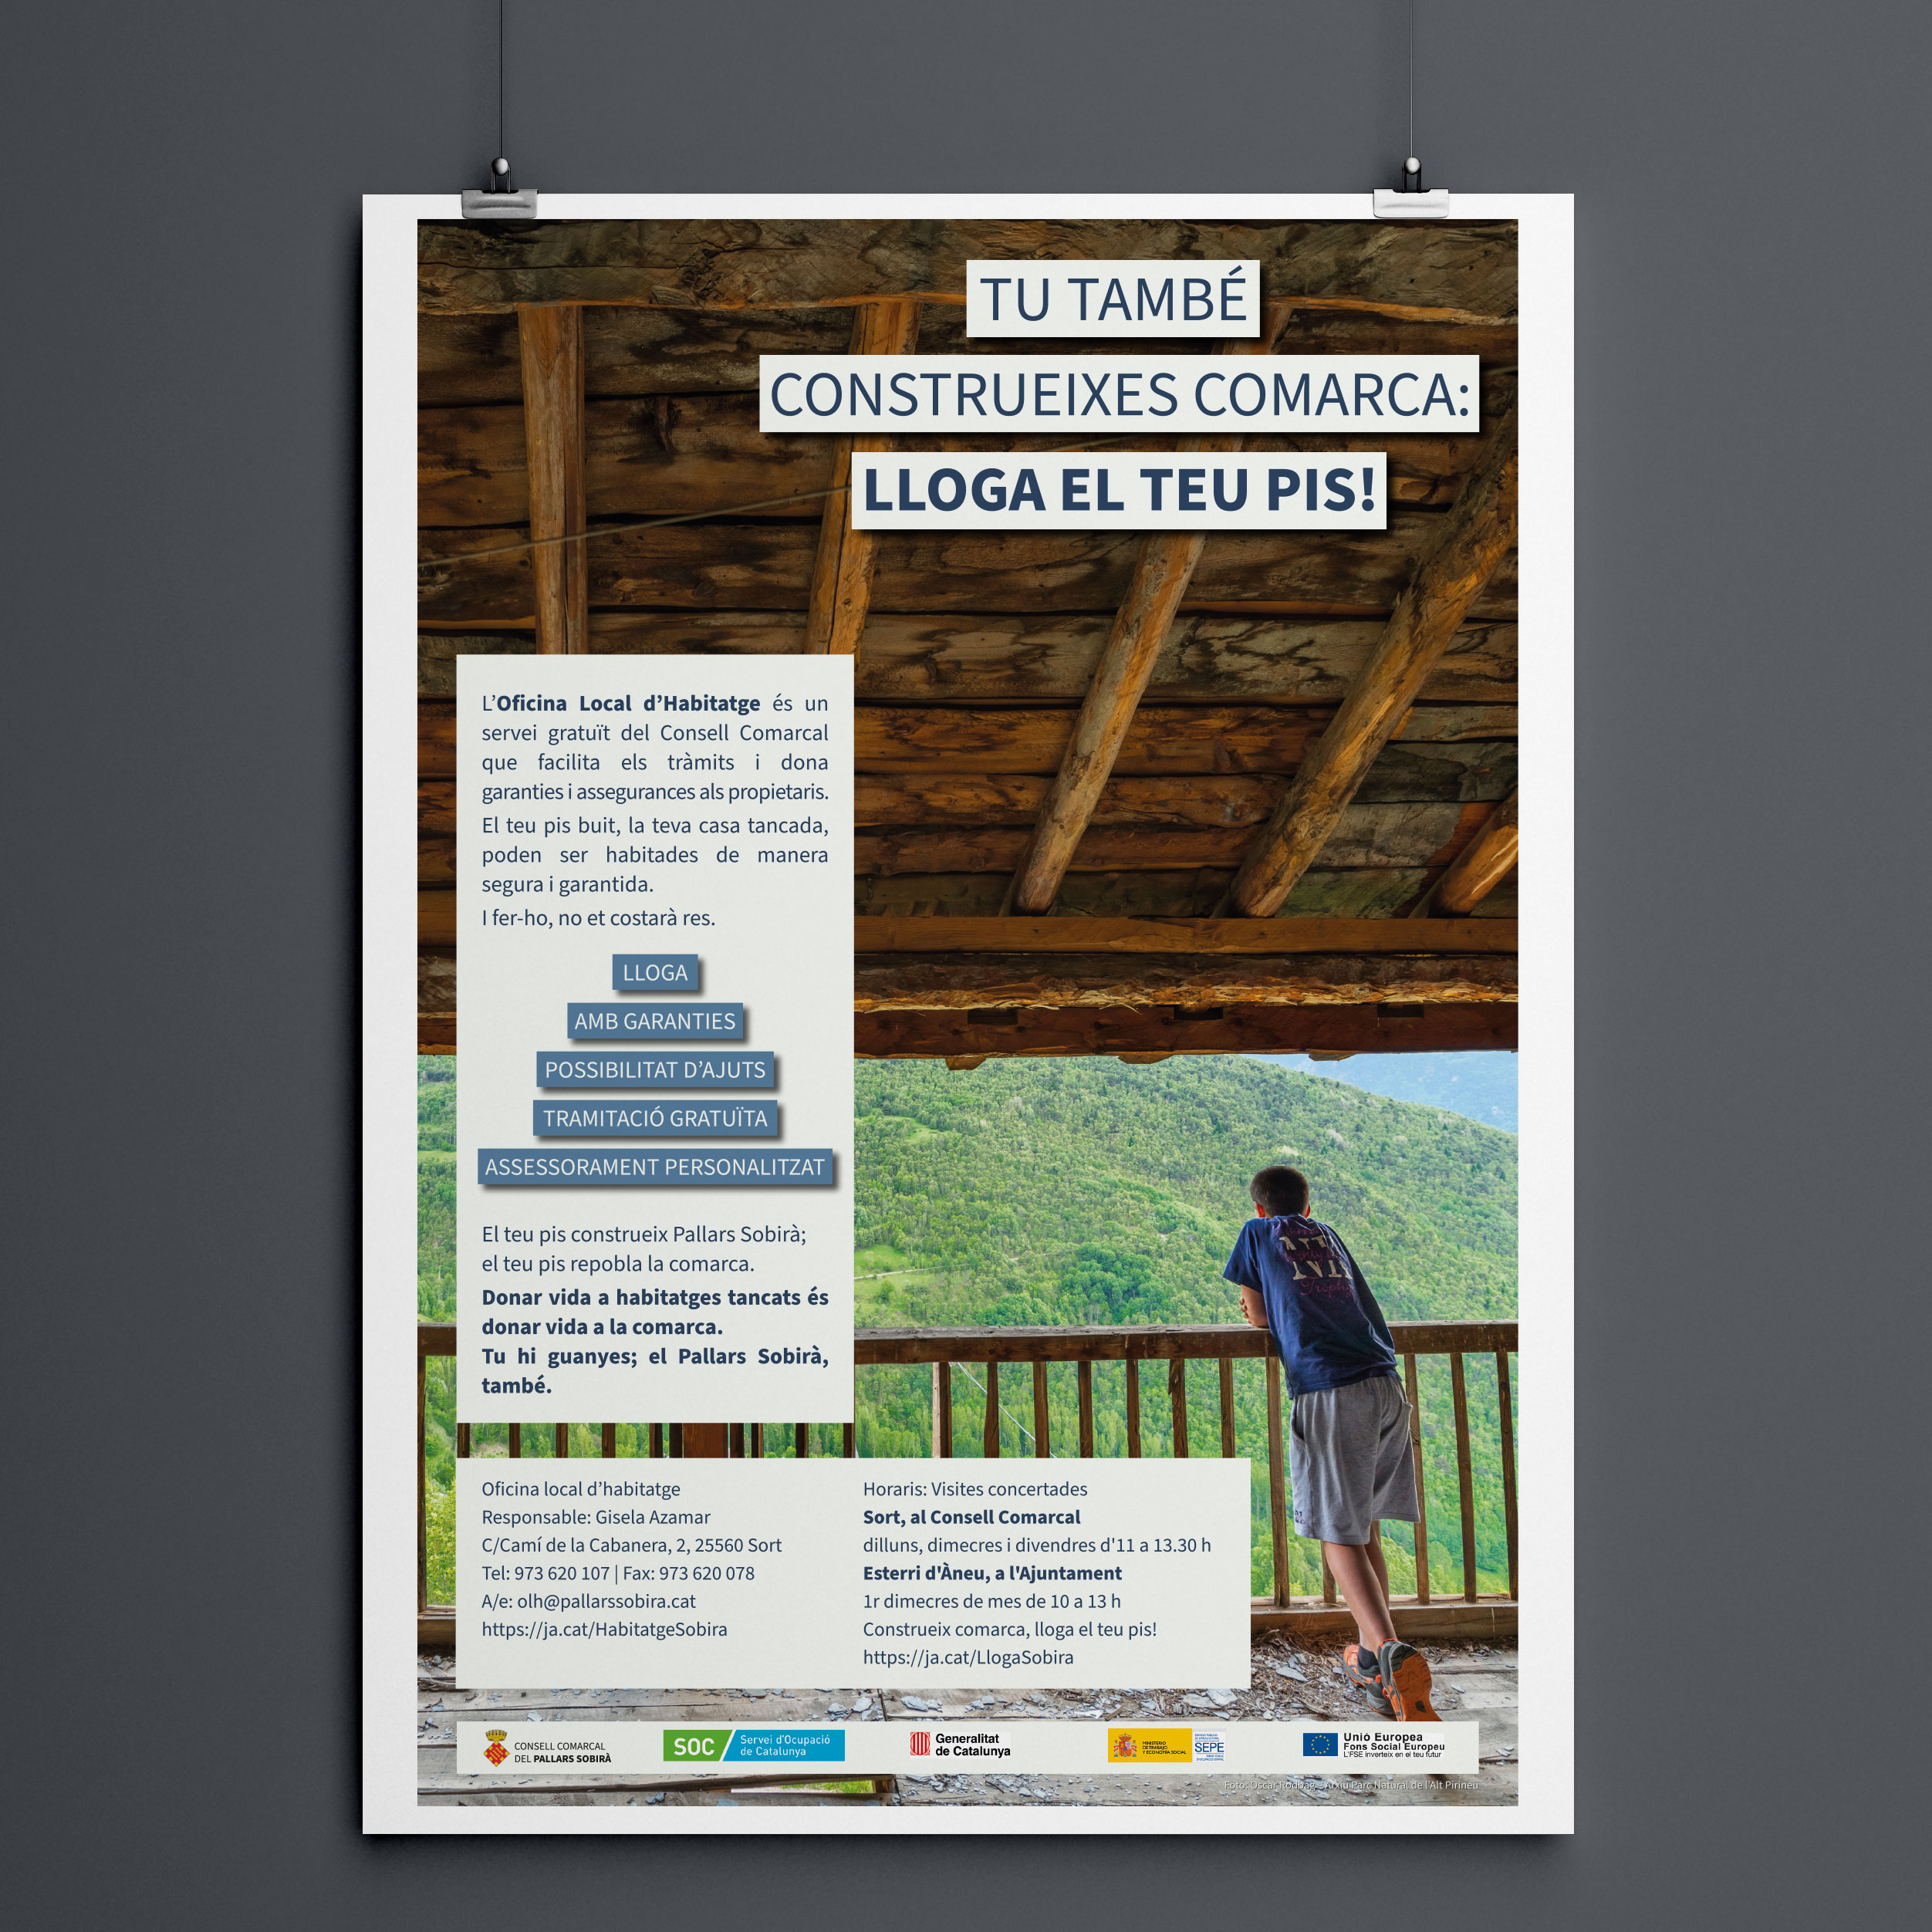 TU TAMBÉ
CONSTRUEIXES COMARCA:
LLOGA EL TEU PIS!
L’Oficina Local d’Habitatge és un
servei gratuït del Consell Comarcal
que facilita els tràmits i dona
garanties i assegurances als propietaris.
El teu pis buit, la teva casa tancada,
poden ser habitades de manera
segura i garantida.
I fer-ho, no et costarà res.
LLOGA
AMB GARANTIES
POSSIBILITAT D’AJUTS
TRAMITACIÓ GRATUÏTA
ASSESSORAMENT PERSONALITZAT
El teu pis construeix Pallars Sobirà;
el teu pis repobla la comarca.
Donar vida a habitatges tancats és
donar vida a la comarca.
Tu hi guanyes; el Pallars Sobirà,
també.
Oficina local d’habitatge
Responsable: Gisela Azamar
C/Camí de la Cabanera, 2, 25560 Sort
Tel: 973 620 107 | Fax: 973 620 078
A/e: olh@pallarssobira.cat
https://ja.cat/HabitatgeSobira
Horaris: Visites concertades
Sort, al Consell Comarcal
dilluns, dimecres i divendres d'11 a 13.30 h
Esterri d'Àneu, a l'Ajuntament
1r dimecres de mes de 10 a 13 h
Construeix comarca, lloga el teu pis!
https://ja.cat/LlogaSobira
CONSELL COMARCAL
DEL PALLARS SOBIRÀ
SOC
Servei d'Ocupació
de Catalunya
Generalitat
de Catalunya
MINISTERIO
DE TRABAJO
Y ECONOMÍA SOCIAL
SEPE
Unió Europea
Fons Social Europeu
L'FSE inverteix en el teu futur
Arxiu Parc Natural de l'Alt Pirineu